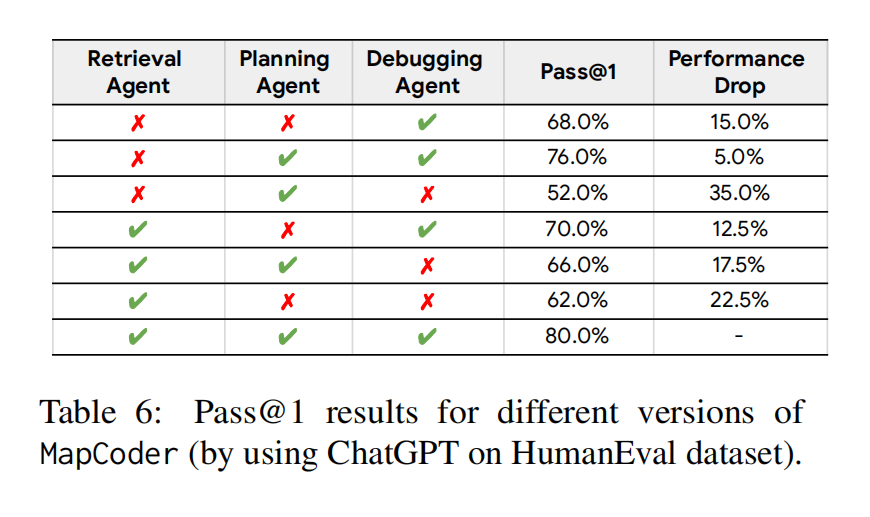 Retrieval Agent | Planning Agent | Debugging Agent | Pass@1 | Performance Drop
✗ | ✗ | ✔ | 68.0% | 15.0%
✗ | ✔ | ✔ | 76.0% | 5.0%
✗ | ✔ | ✗ | 52.0% | 35.0%
✔ | ✗ | ✔ | 70.0% | 12.5%
✔ | ✔ | ✗ | 66.0% | 17.5%
✔ | ✗ | ✗ | 62.0% | 22.5%
✔ | ✔ | ✔ | 80.0% | -
Table 6: Pass@1 results for different versions of
MapCoder (by using ChatGPT on HumanEval dataset).